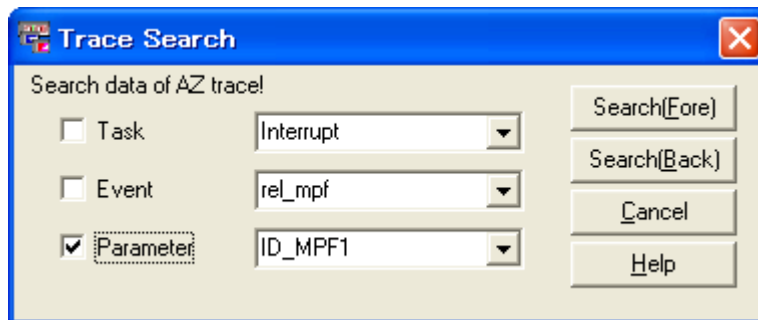 Trace Search
Search data of AZ trace!
Task Interrupt
Event rel_mpf
Parameter ID_MPF1
Search(Fore)
Search(Back)
Cancel
Help